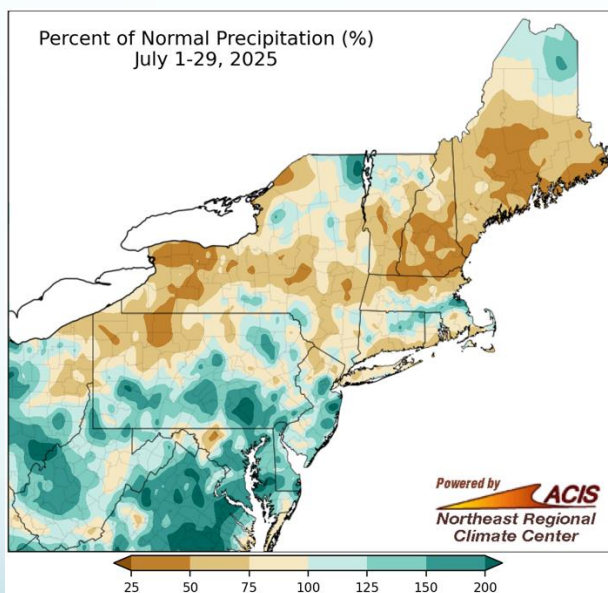 Percent of Normal Precipitation (%)
July 1-29, 2025
Powered by
ACIS
Northeast Regional
Climate Center
25 50 75 100 125 150 200